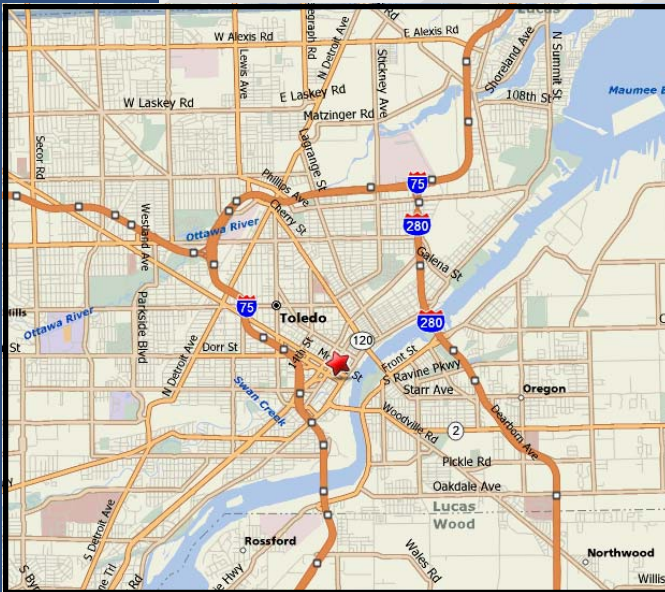 Lucas
W Alexis Rd
E Alexis Rd
N Detroit Ave
Lewis Ave
Stickney Ave
Shoreland Ave
N Summit St
Maumee
W Laskey Rd
E Laskey Rd
108th St
Matzinger Rd
Secor Rd
Lagrange St
Phillips Ave
75
Cherry St
280
Westland Ave
Ottawa River
Galena St
75
Toledo
280
Ottawa River
Parkside Blvd
N Detroit Ave
Dorr St
14th St
120
Front St
S Ravine Pkwy
Starr Ave
Oregon
Swan Creek
Woodville Rd
2
Dearborn Ave
Pickle Rd
Oakdale Ave
Lucas
Wood
S Detroit Ave
Rossford
Wales Rd
Northwood